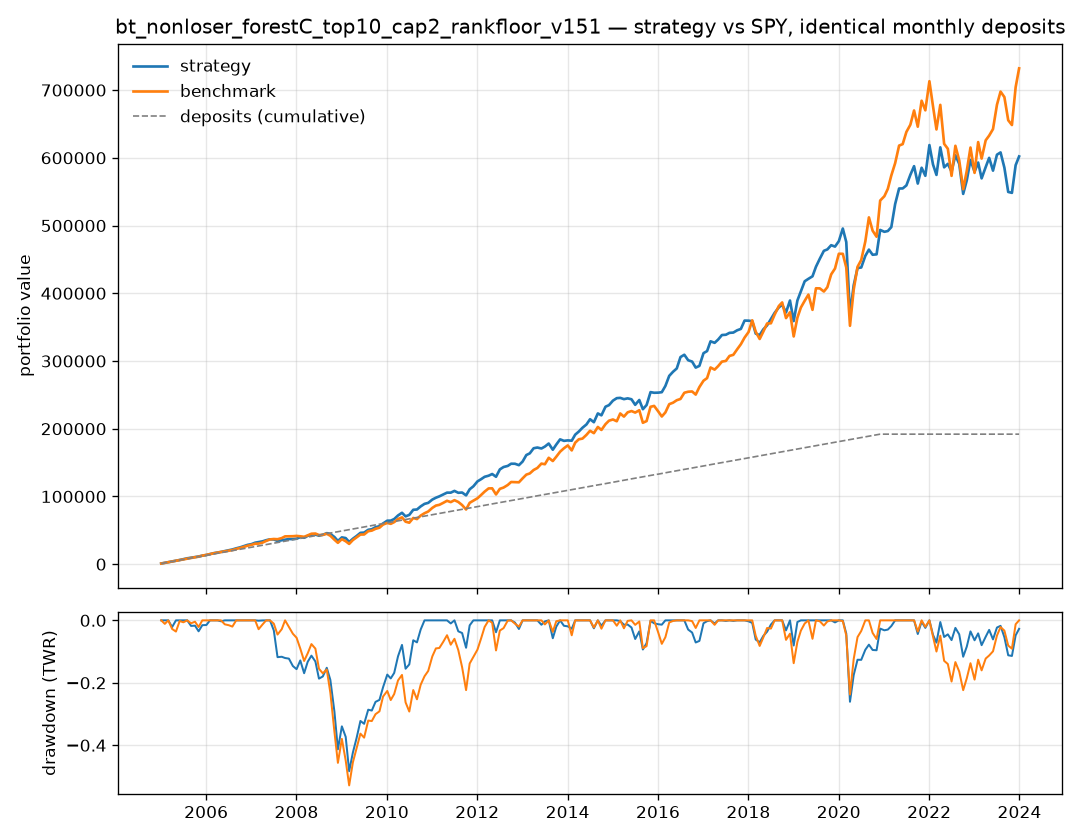 bt_nonloser_forestC_top10_cap2_rankfloor_v151 — strategy vs SPY, identical monthly deposits
strategy
benchmark
deposits (cumulative)
portfolio value
700000
600000
500000
400000
300000
200000
100000
0
drawdown (TWR)
0.0
−0.2
−0.4
2006 2008 2010 2012 2014 2016 2018 2020 2022 2024